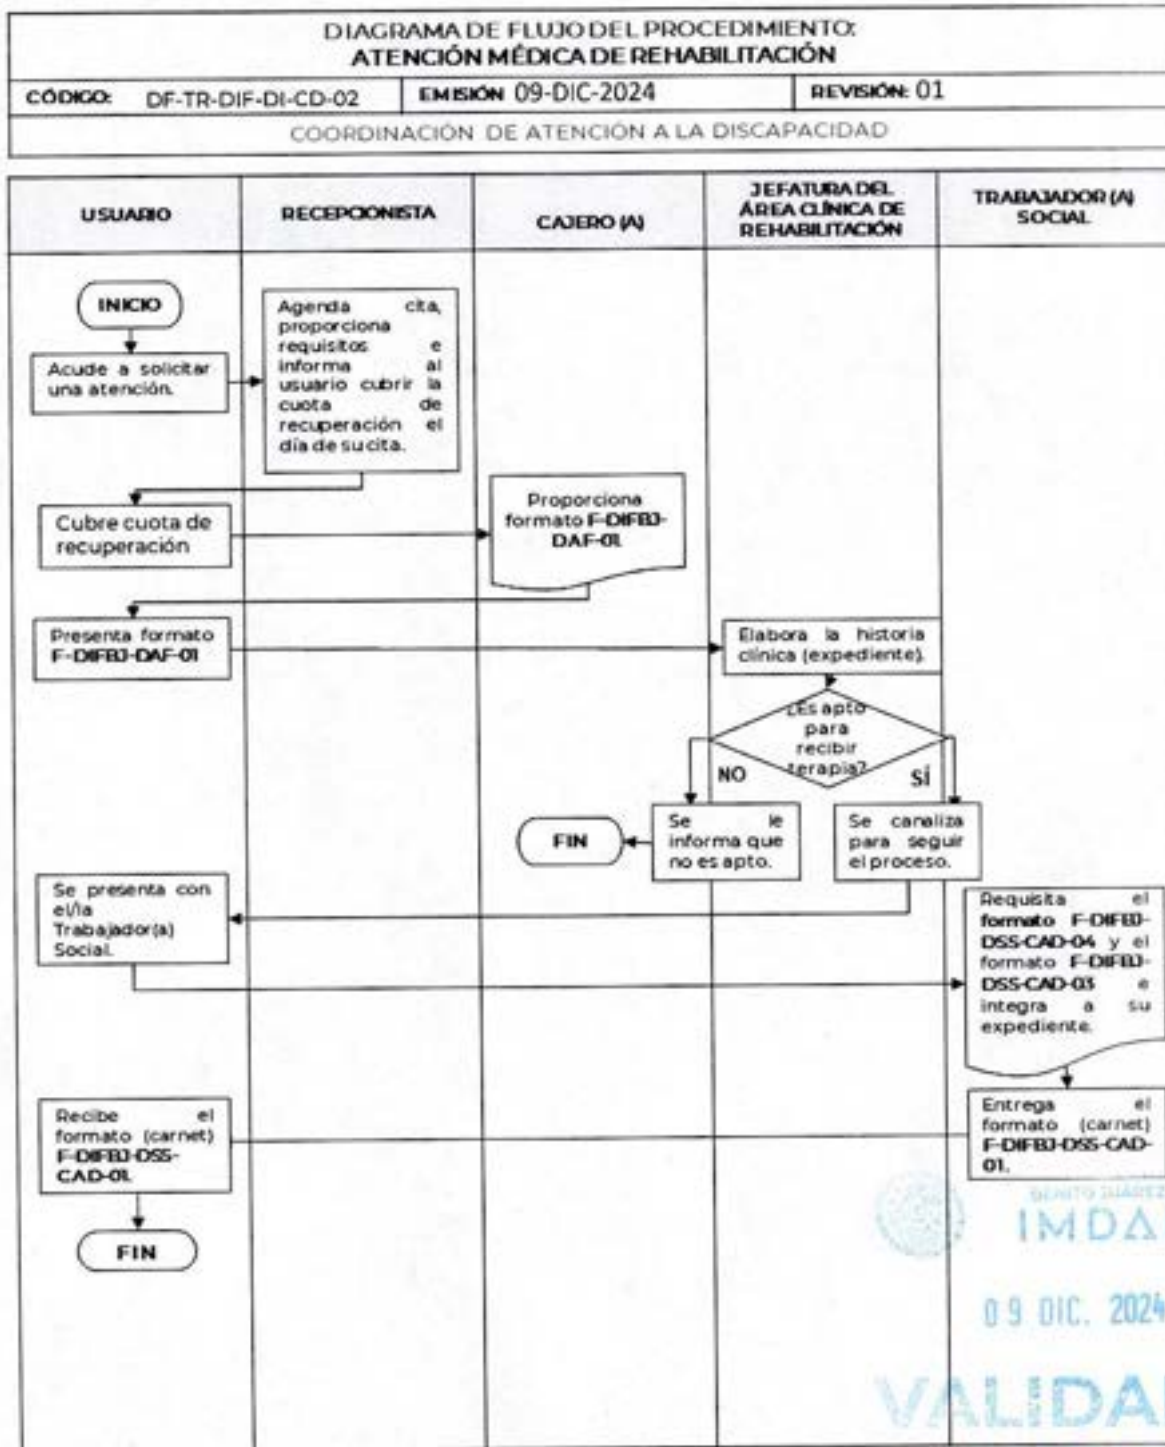 DIAGRAMA DE FLUJO DEL PROCEDIMIENTO:
ATENCIÓN MÉDICA DE REHABILITACIÓN
CÓDIGO: DF-TR-DIF-DI-CD-02 EMISIÓN 09-DIC-2024 REVISIÓN: 01
COORDINACIÓN DE ATENCIÓN A LA DISCAPACIDAD
USUARIO
RECEPCIONISTA
CAJERO (A)
JEFATURA DEL
ÁREA CLÍNICA DE
REHABILITACIÓN
TRABAJADOR (A)
SOCIAL
INICIO
Acude a solicitar
una atención.
Agenda cita,
proporciona
requisitos e
informa al
usuario cubrir la
cuota de
recuperación el
día de su cita.
Cubre cuota de
recuperación
Proporciona
formato F-DIFBJ-
DAF-01.
Presenta formato
F-DIFBJ-DAF-01
Elabora la historia
clínica (expediente).
¿Es apto
para
recibir
terapia?
NO
SÍ
Se le
informa que
no es apto.
FIN
Se canaliza
para seguir
el proceso.
Se presenta con
el/la
Trabajador(a)
Social.
Requisita el
formato F-DIFBJ-
DSS-CAD-04 y el
formato F-DIFBJ-
DSS-CAD-03 e
integra a su
expediente.
Entrega el
formato (carnet)
F-DIFBJ-DSS-CAD-
01.
Recibe el
formato (carnet)
F-DIFBJ-DSS-
CAD-01.
FIN
BENITO JUÁREZ
IMDA
09 DIC. 2024
VALIDA